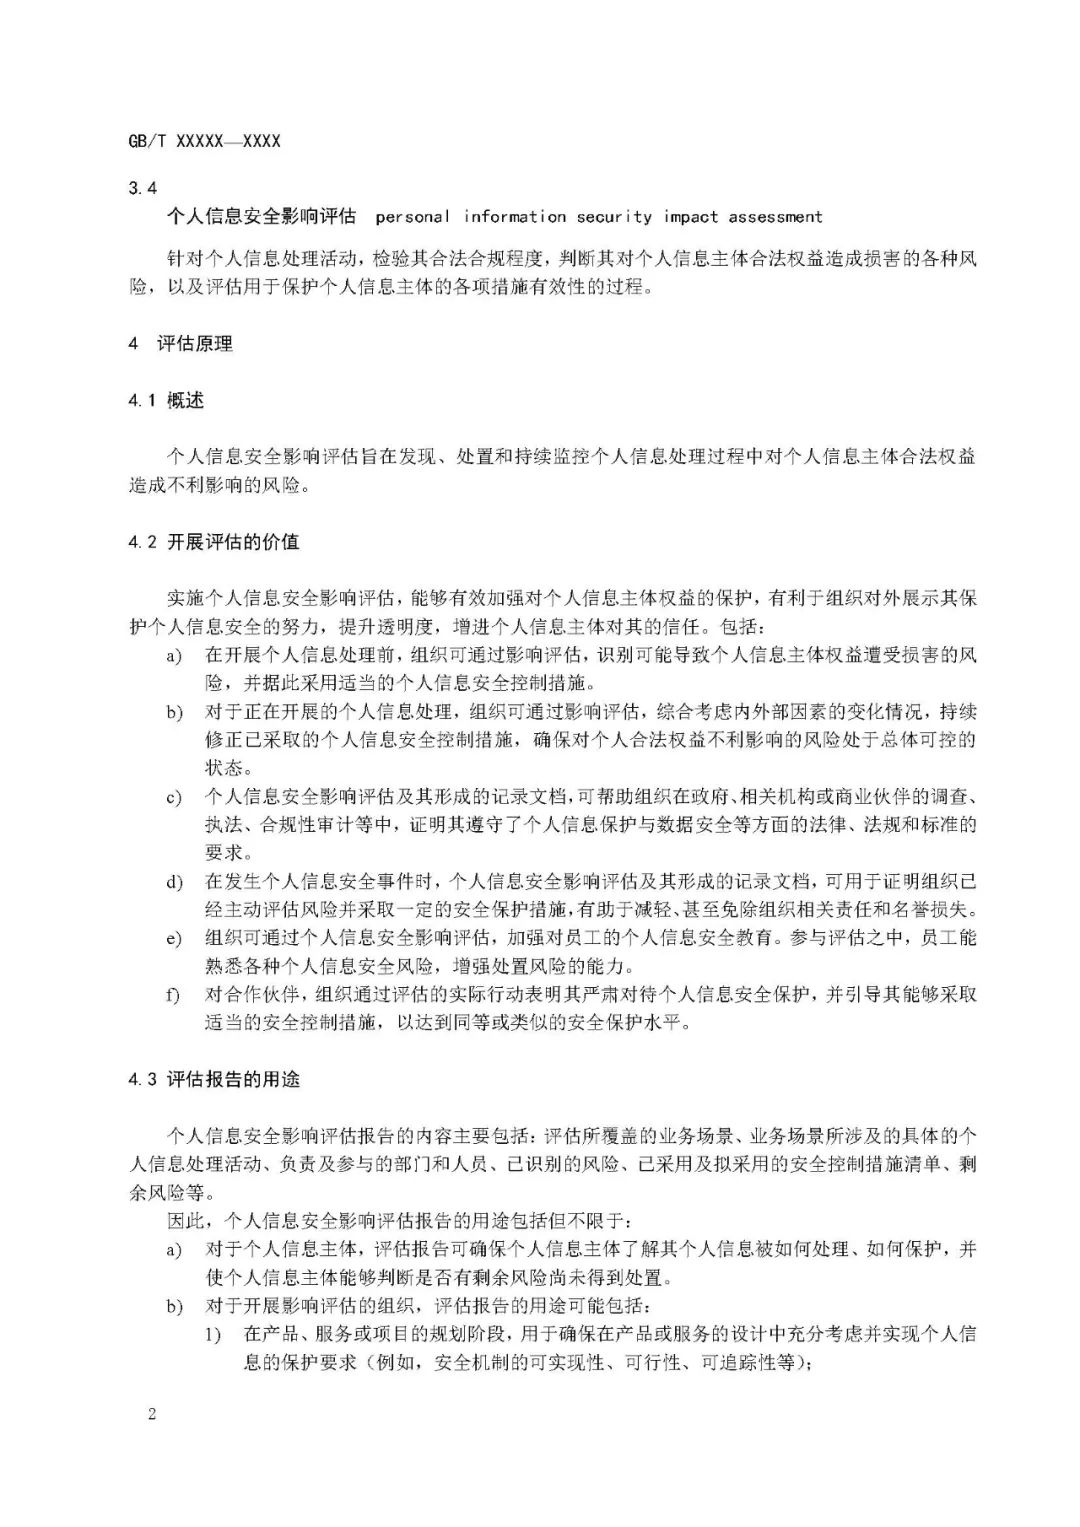 GB/T XXXXX—XXXX
3.4
个人信息安全影响评估 personal information security impact assessment
针对个人信息处理活动，检验其合法合规程度，判断其对个人信息主体合法权益造成损害的各种风
险，以及评估用于保护个人信息主体的各项措施有效性的过程。
4 评估原理
4.1 概述
个人信息安全影响评估旨在发现、处置和持续监控个人信息处理过程中对个人信息主体合法权益
造成不利影响的风险。
4.2 开展评估的价值
实施个人信息安全影响评估，能够有效加强对个人信息主体权益的保护，有利于组织对外展示其保
护个人信息安全的努力，提升透明度，增进个人信息主体对其的信任。包括：
a) 在开展个人信息处理前，组织可通过影响评估，识别可能导致个人信息主体权益遭受损害的风
险，并据此采用适当的个人信息安全控制措施。
b) 对于正在开展的个人信息处理，组织可通过影响评估，综合考虑内外部因素的变化情况，持续
修正已采取的个人信息安全控制措施，确保对个人合法权益不利影响的风险处于总体可控的
状态。
c) 个人信息安全影响评估及其形成的记录文档，可帮助组织在政府、相关机构或商业伙伴的调查、
执法、合规性审计等中，证明其遵守了个人信息保护与数据安全等方面的法律、法规和标准的
要求。
d) 在发生个人信息安全事件时，个人信息安全影响评估及其形成的记录文档，可用于证明组织已
经主动评估风险并采取一定的安全保护措施，有助于减轻、甚至免除组织相关责任和名誉损失。
e) 组织可通过个人信息安全影响评估，加强对员工的个人信息安全教育。参与评估之中，员工能
熟悉各种个人信息安全风险，增强处置风险的能力。
f) 对合作伙伴，组织通过评估的实际行动表明其严肃对待个人信息安全保护，并引导其能够采取
适当的安全控制措施，以达到同等或类似的安全保护水平。
4.3 评估报告的用途
个人信息安全影响评估报告的内容主要包括：评估所覆盖的业务场景、业务场景所涉及的具体的个
人信息处理活动、负责及参与的部门和人员、已识别的风险、已采用及拟采用的安全控制措施清单、剩
余风险等。
因此，个人信息安全影响评估报告的用途包括但不限于：
a) 对于个人信息主体，评估报告可确保个人信息主体了解其个人信息被如何处理、如何保护，并
使个人信息主体能够判断是否有剩余风险尚未得到处置。
b) 对于开展影响评估的组织，评估报告的用途可能包括：
1) 在产品、服务或项目的规划阶段，用于确保在产品或服务的设计中充分考虑并实现个人信
息的保护要求（例如，安全机制的可实现性、可行性、可追踪性等）；
2